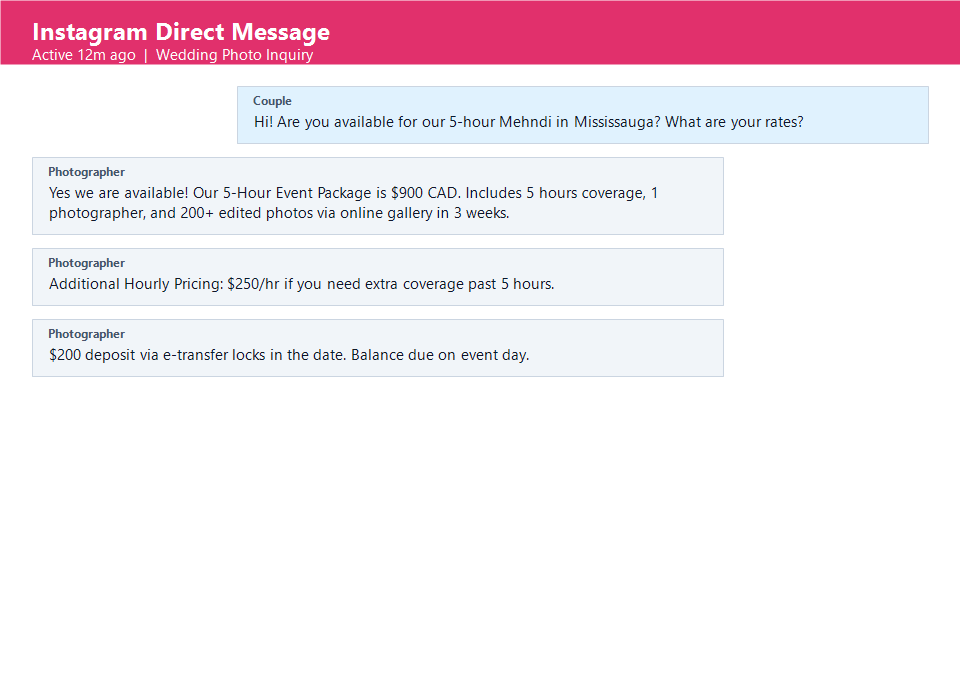 Instagram Direct Message
Active 12m ago | Wedding Photo Inquiry
Couple
Hi! Are you available for our 5-hour Mehndi in Mississauga? What are your rates?
Photographer
Yes we are available! Our 5-Hour Event Package is $900 CAD. Includes 5 hours coverage, 1
photographer, and 200+ edited photos via online gallery in 3 weeks.
Photographer
Additional Hourly Pricing: $250/hr if you need extra coverage past 5 hours.
Photographer
$200 deposit via e-transfer locks in the date. Balance due on event day.